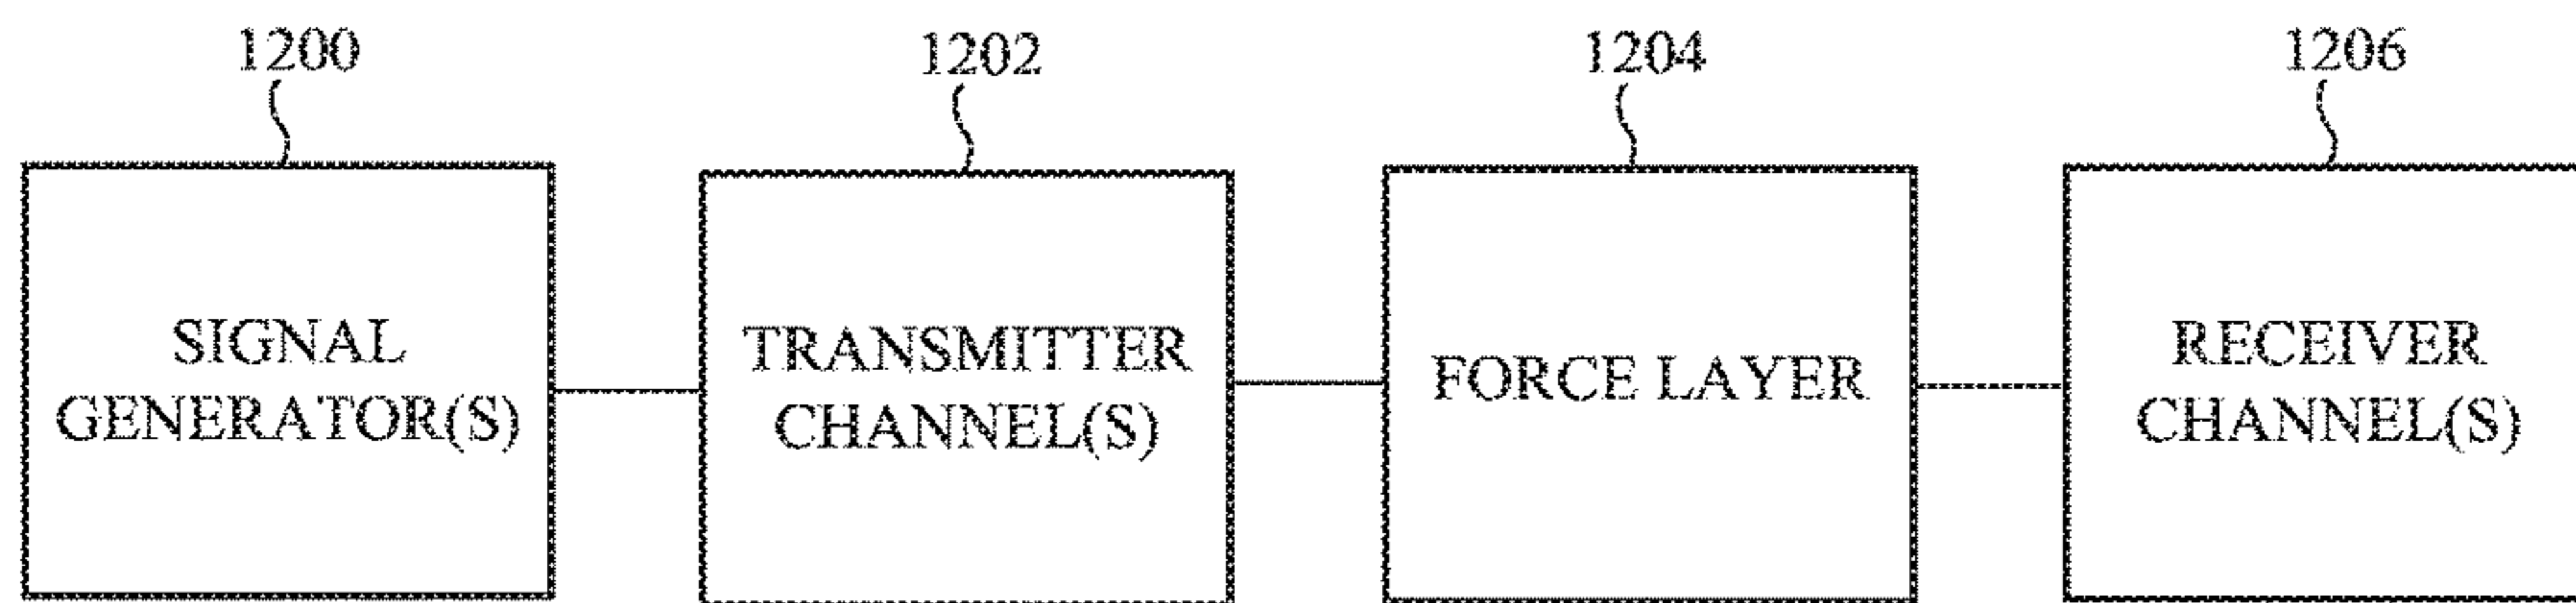 1200
1202
1204
1206
SIGNAL
GENERATOR(S)
TRANSMITTER
CHANNEL(S)
FORCE LAYER
RECEIVER
CHANNEL(S)